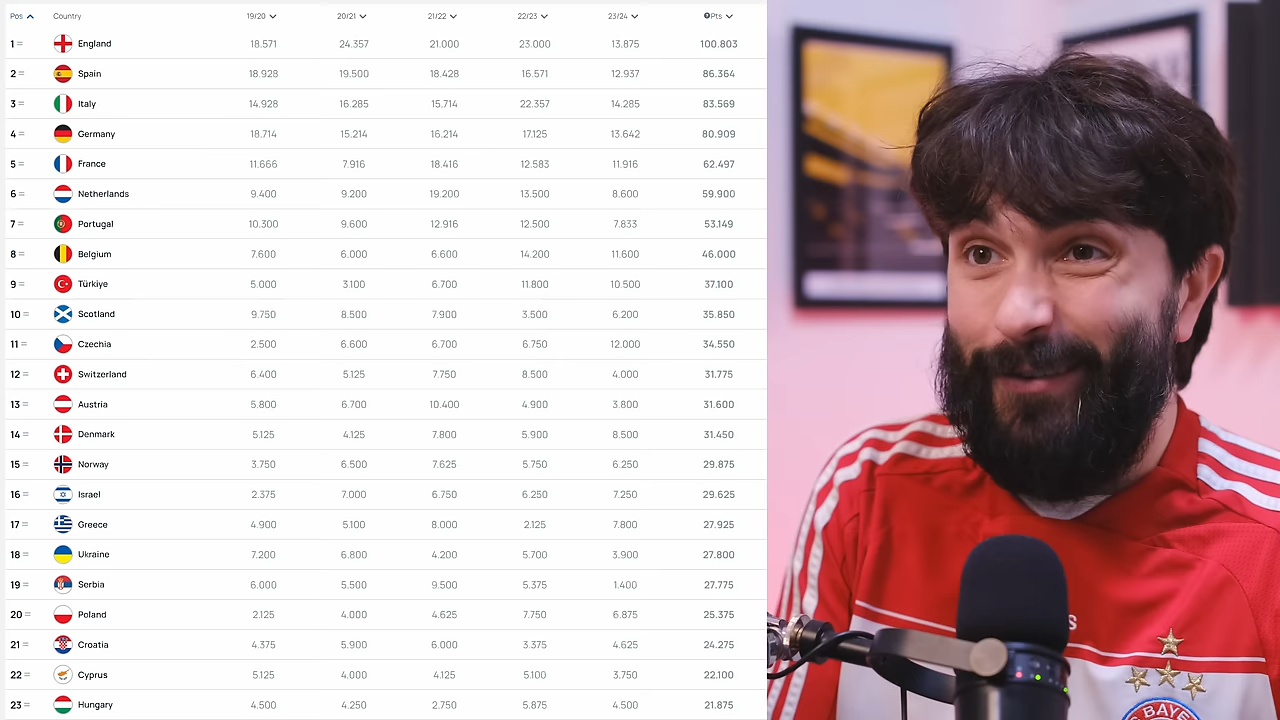 Pos Country 19/20 20/21 21/22 22/23 23/24 Pts
1 = England 18.571 24.357 21.000 23.000 13.875 100.803
2 = Spain 18.928 19.500 18.428 16.571 12.937 86.364
3 = Italy 14.928 16.285 15.714 22.357 14.285 83.569
4 = Germany 18.714 15.214 16.214 17.125 13.642 80.909
5 = France 11.666 7.916 18.416 12.583 11.916 62.497
6 = Netherlands 9.400 9.200 19.200 13.500 8.600 59.900
7 = Portugal 10.300 9.600 12.916 12.500 7.833 53.149
8 = Belgium 7.600 6.000 6.600 14.200 11.600 46.000
9 = Türkiye 5.000 3.100 6.700 11.800 10.500 37.100
10 = Scotland 9.750 8.500 7.900 3.500 6.200 35.850
11 = Czechia 2.500 6.600 6.700 6.750 12.000 34.550
12 = Switzerland 6.400 5.125 7.750 8.500 4.000 31.775
13 = Austria 5.800 6.700 10.400 4.900 3.800 31.600
14 = Denmark 5.125 4.125 7.800 5.900 8.500 31.450
15 = Norway 3.750 6.500 7.625 5.750 6.250 29.875
16 = Israel 2.375 7.000 6.750 6.250 7.250 29.625
17 = Greece 4.900 5.100 8.000 2.125 7.800 27.925
18 = Ukraine 7.200 6.800 4.200 5.700 3.900 27.800
19 = Serbia 6.000 5.500 9.500 5.375 1.400 27.775
20 = Poland 2.125 4.000 4.625 7.750 6.875 25.375
21 = Croatia 4.375 5.900 6.000 3.375 4.625 24.275
22 = Cyprus 5.125 4.000 4.125 5.100 3.750 22.100
23 = Hungary 4.500 4.250 2.750 5.875 4.500 21.875
S
BAYE